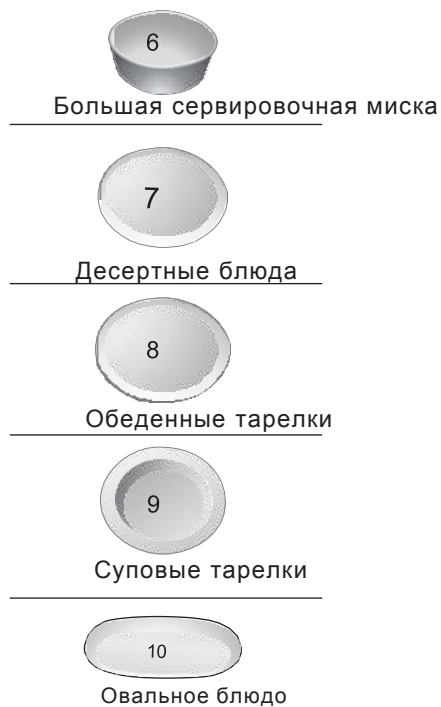 6
Большая сервировочная миска
7
Десертные блюда
8
Обеденные тарелки
9
Суповые тарелки
10
Овальное блюдо